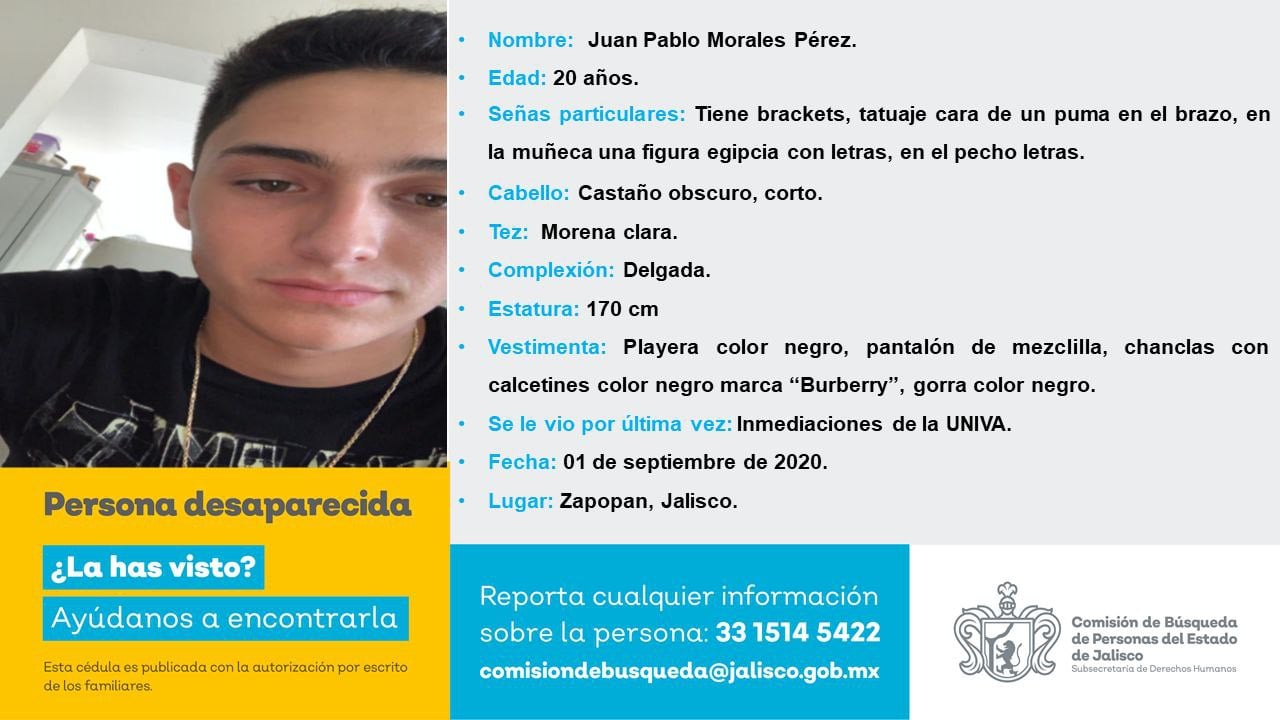 • Nombre: Juan Pablo Morales Pérez.
• Edad: 20 años.
• Señas particulares: Tiene brackets, tatuaje cara de un puma en el brazo, en
la muñeca una figura egipcia con letras, en el pecho letras.
• Cabello: Castaño obscuro, corto.
• Tez: Morena clara.
• Complexión: Delgada.
• Estatura: 170 cm
• Vestimenta: Playera color negro, pantalón de mezclilla, chanclas con
calcetines color negro marca “Burberry”, gorra color negro.
• Se le vio por última vez: Inmediaciones de la UNIVA.
• Fecha: 01 de septiembre de 2020.
• Lugar: Zapopan, Jalisco.
Persona desaparecida
¿La has visto?
Ayúdanos a encontrarla
Esta cédula es publicada con la autorización por escrito
de los familiares.
Reporta cualquier información
sobre la persona: 33 1514 5422
comisiondebusqueda@jalisco.gob.mx
Comisión de Búsqueda
de Personas del Estado
de Jalisco
Subsecretaría de Derechos Humanos